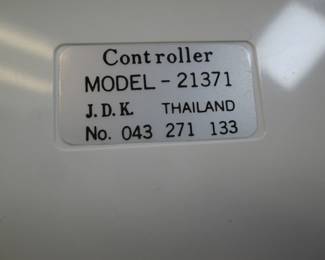 Controller
MODEL - 21371
J.D.K. THAILAND
No. 043 271 133